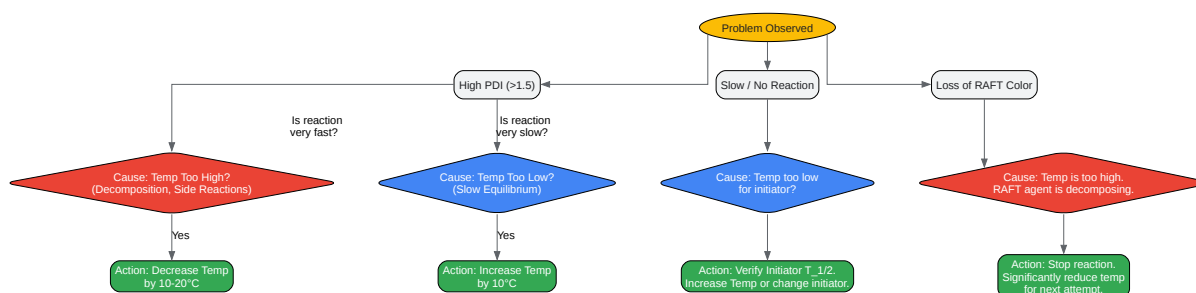 Problem Observed
High PDI (>1.5)
Slow / No Reaction
Loss of RAFT Color
Is reaction
very fast?
Is reaction
very slow?
Cause: Temp Too High?
(Decomposition, Side Reactions)
Cause: Temp Too Low?
(Slow Equilibrium)
Cause: Temp too low
for initiator?
Cause: Temp is too high.
RAFT agent is decomposing.
Yes
Yes
Action: Decrease Temp
by 10-20°C
Action: Increase Temp
by 10°C
Action: Verify Initiator T_1/2.
Increase Temp or change initiator.
Action: Stop reaction.
Significantly reduce temp
for next attempt.